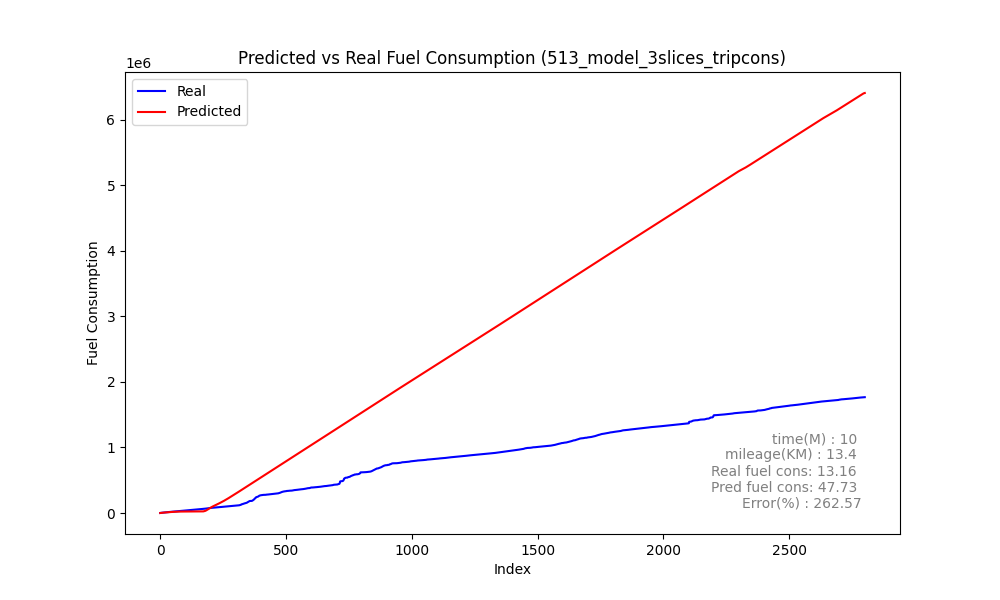 Predicted vs Real Fuel Consumption (513_model_3slices_tripcons)
1e6
Real
Predicted
6
5
4
3
2
1
0
Fuel Consumption
time(M) : 10
mileage(KM) : 13.4
Real fuel cons: 13.16
Pred fuel cons: 47.73
Error(%) : 262.57
0 500 1000 1500 2000 2500
Index